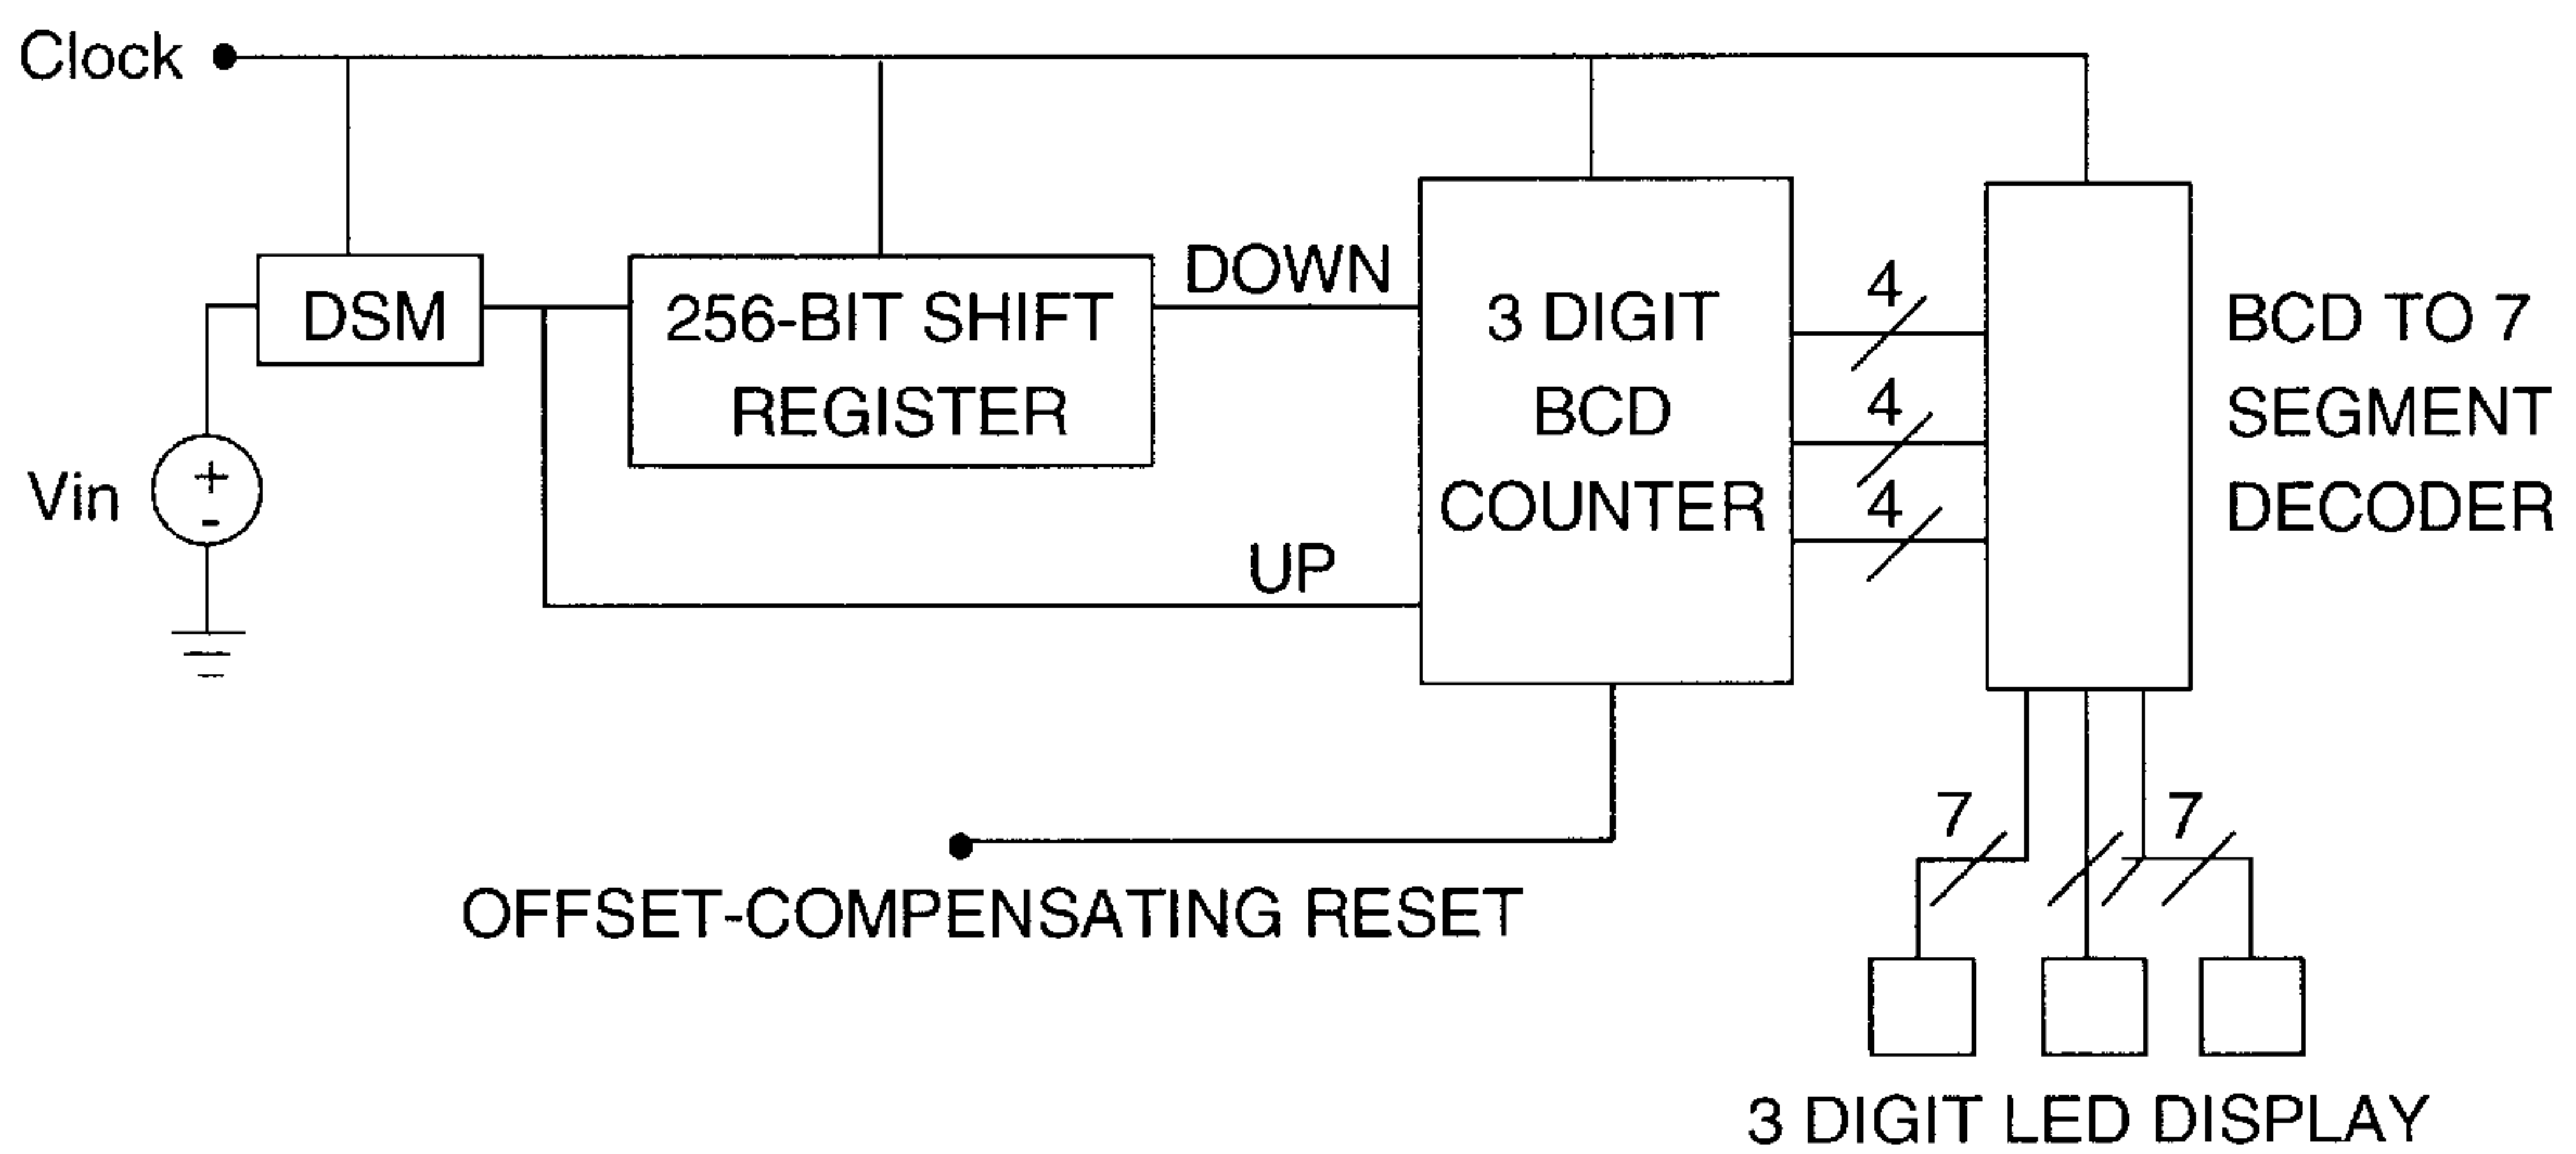 Clock
DSM
256-BIT SHIFT
REGISTER
DOWN
UP
3 DIGIT
BCD
COUNTER
4
4
4
BCD TO 7
SEGMENT
DECODER
Vin
+
-
OFFSET-COMPENSATING RESET
7
7
3 DIGIT LED DISPLAY